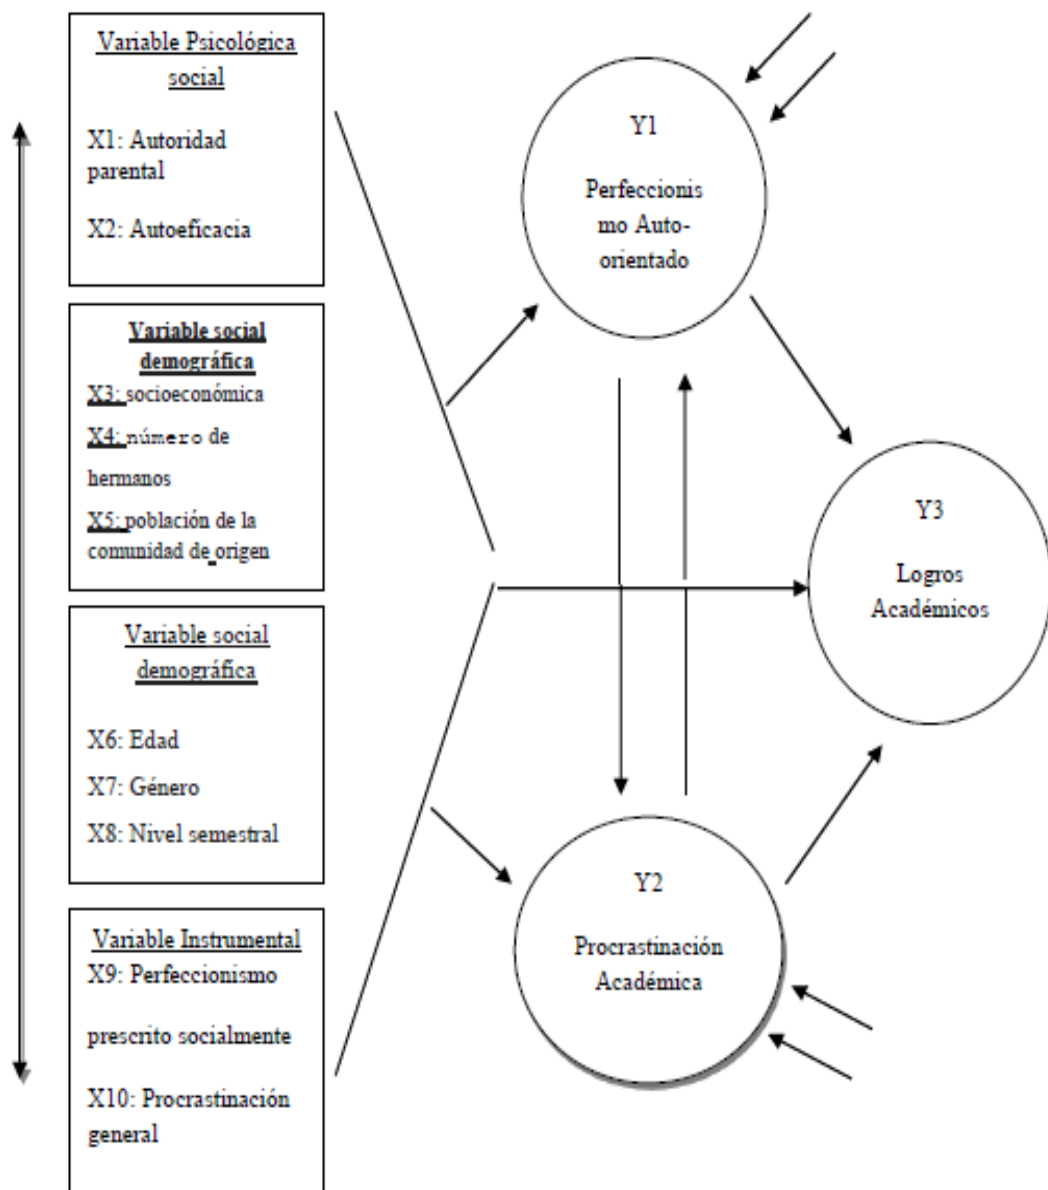 Variable Psicológica
social
X1: Autoridad
parental
X2: Autoeficacia
Variable social
demográfica
X3: socioeconómica
X4: número de
hermanos
X5: población de la
comunidad de origen
Variable social
demográfica
X6: Edad
X7: Género
X8: Nivel semestral
Variable Instrumental
X9: Perfeccionismo
prescrito socialmente
X10: Procrastinación
general
Y1
Perfeccionis
mo Auto-
orientado
Y3
Logros
Académicos
Y2
Procrastinación
Académica